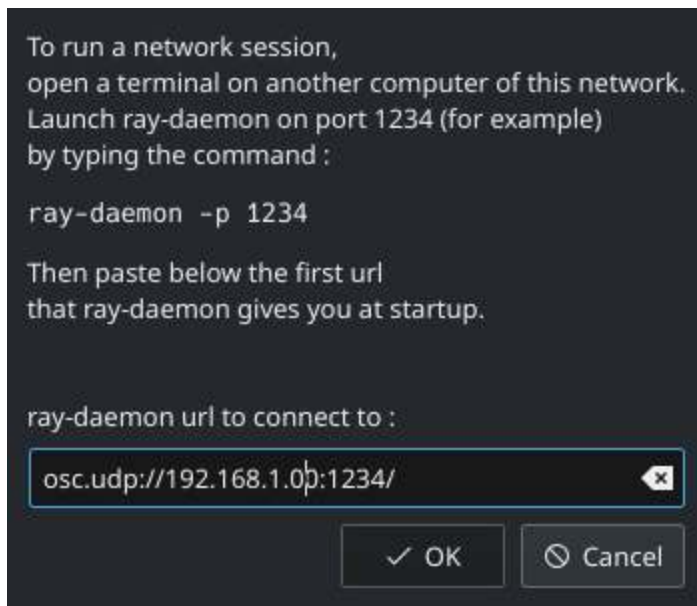 To run a network session,
open a terminal on another computer of this network.
Launch ray-daemon on port 1234 (for example)
by typing the command :
ray-daemon -p 1234
Then paste below the first url
that ray-daemon gives you at startup.
ray-daemon url to connect to :
osc.udp://192.168.1.00:1234/
OK
Cancel